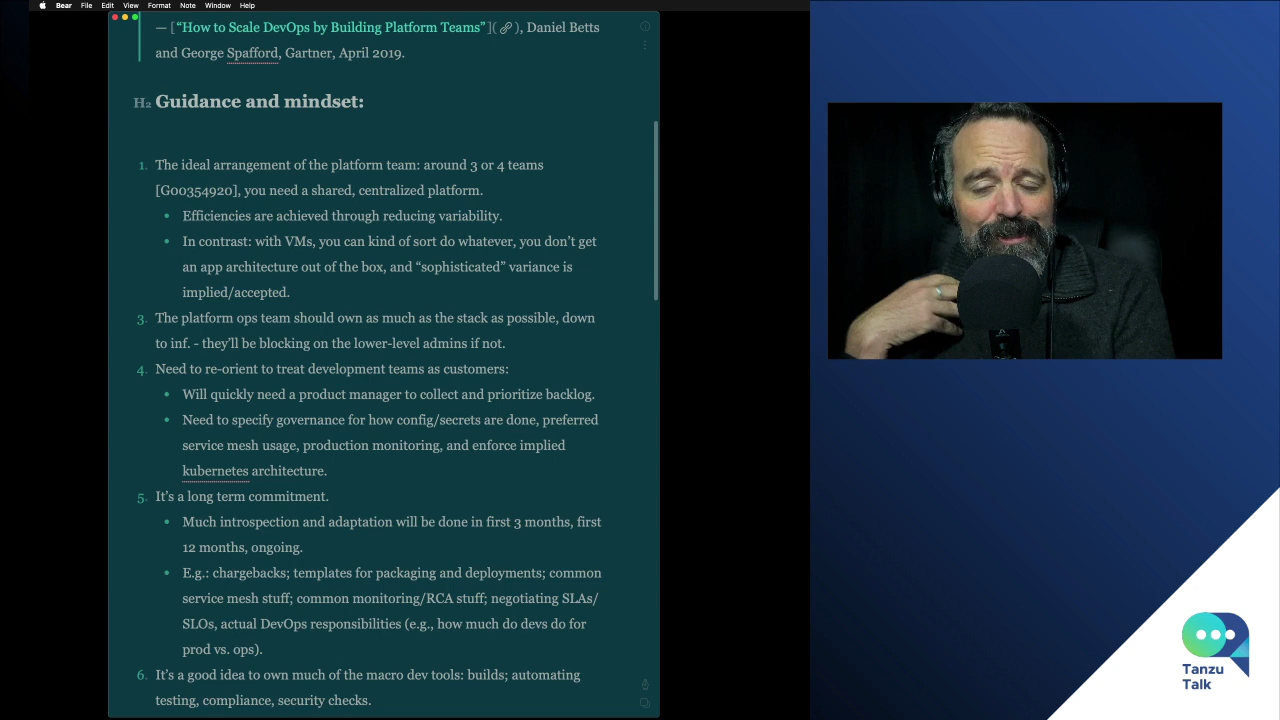 Bear File Edit View Format Note Window Help
— [“How to Scale DevOps by Building Platform Teams”](), Daniel Betts
and George Spafford, Gartner, April 2019.
H2 Guidance and mindset:
1. The ideal arrangement of the platform team: around 3 or 4 teams
[G00354920], you need a shared, centralized platform.
• Efficiencies are achieved through reducing variability.
• In contrast: with VMs, you can kind of sort do whatever, you don’t get
an app architecture out of the box, and “sophisticated” variance is
implied/accepted.
3. The platform ops team should own as much as the stack as possible, down
to inf. - they’ll be blocking on the lower-level admins if not.
4. Need to re-orient to treat development teams as customers:
• Will quickly need a product manager to collect and prioritize backlog.
• Need to specify governance for how config/secrets are done, preferred
service mesh usage, production monitoring, and enforce implied
kubernetes architecture.
5. It’s a long term commitment.
• Much introspection and adaptation will be done in first 3 months, first
12 months, ongoing.
• E.g.: chargebacks; templates for packaging and deployments; common
service mesh stuff; common monitoring/RCA stuff; negotiating SLAs/
SLOs, actual DevOps responsibilities (e.g., how much do devs do for
prod vs. ops).
6. It’s a good idea to own much of the macro dev tools: builds; automating
testing, compliance, security checks.
Tanzu
Talk